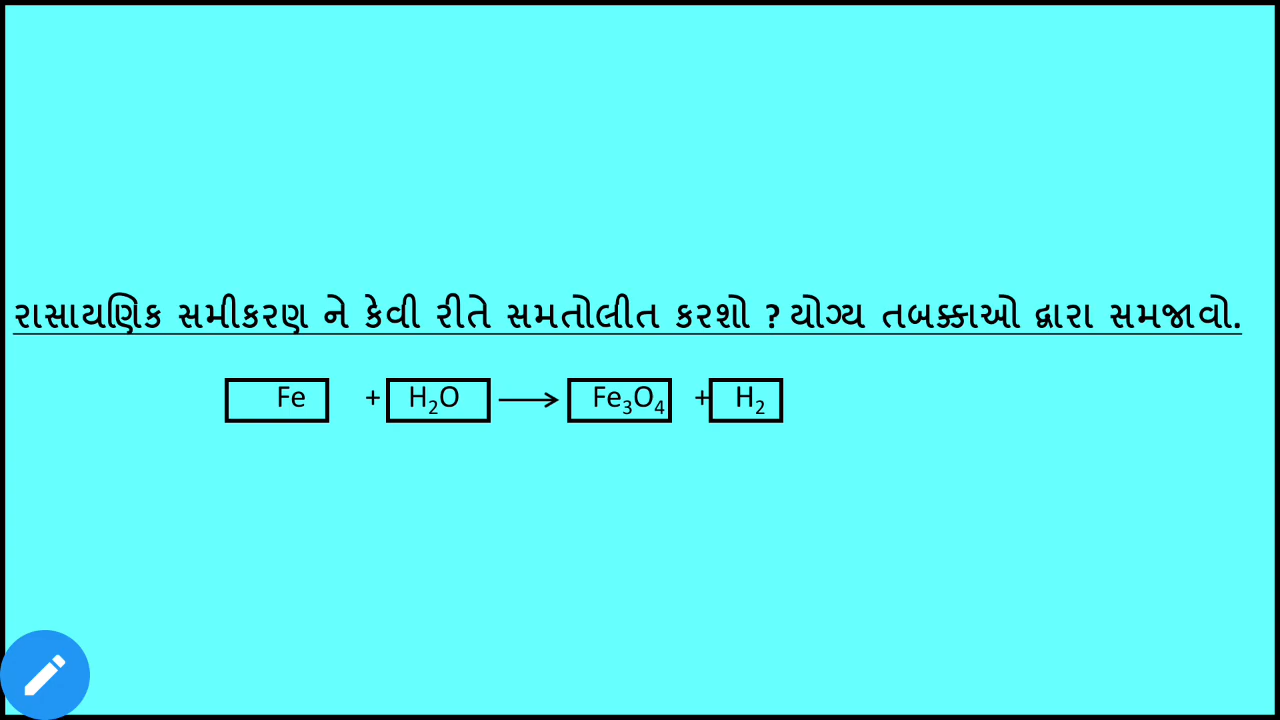 રાસાયણિક સમીકરણ ને કેવી રીતે સમતોલીત કરશો ? યોગ્ય તબક્કાઓ દ્વારા સમજાવો.
Fe + H₂O → Fe₃O₄ + H₂